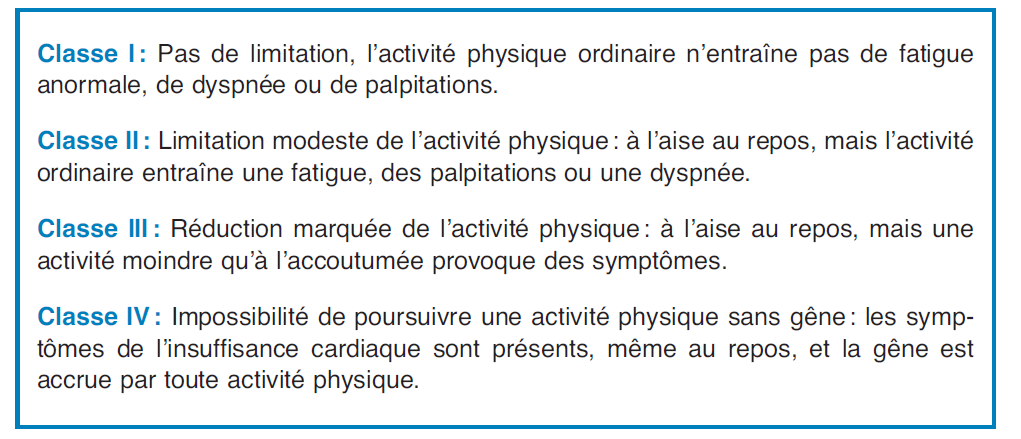 Classe I : Pas de limitation, l’activité physique ordinaire n’entraîne pas de fatigue
anormale, de dyspnée ou de palpitations.
Classe II : Limitation modeste de l’activité physique : à l’aise au repos, mais l’activité
ordinaire entraîne une fatigue, des palpitations ou une dyspnée.
Classe III : Réduction marquée de l’activité physique : à l’aise au repos, mais une
activité moindre qu’à l’accoutumée provoque des symptômes.
Classe IV : Impossibilité de poursuivre une activité physique sans gêne : les symp-
tômes de l’insuffisance cardiaque sont présents, même au repos, et la gêne est
accrue par toute activité physique.